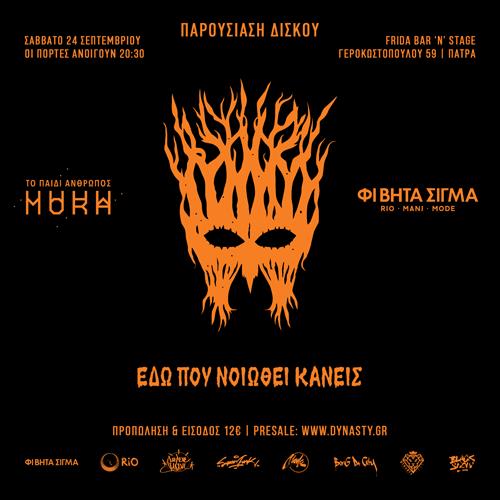 ΠΑΡΟΥΣΙΑΣΗ ΔΙΣΚΟΥ
ΣΑΒΒΑΤΟ 24 ΣΕΠΤΕΜΒΡΙΟΥ
ΟΙ ΠΟΡΤΕΣ ΑΝΟΙΓΟΥΝ 20:30
FRIDA BAR 'N' STAGE
ΓΕΡΟΚΩΣΤΟΠΟΥΛΟΥ 59 | ΠΑΤΡΑ
ΤΟ ΠΑΙΔΙ ΑΝΘΡΩΠΟΣ
ΦΙ ΒΗΤΑ ΣΙΓΜΑ
RIO · MANI · MODE
ΕΔΩ ΠΟΥ ΝΟΙΩΘΕΙ ΚΑΝΕΙΣ
ΠΡΟΠΩΛΗΣΗ & ΕΙΣΟΔΟΣ 12€ | PRESALE: WWW.DYNASTY.GR
ΦΙ ΒΗΤΑ ΣΙΓΜΑ
RiO